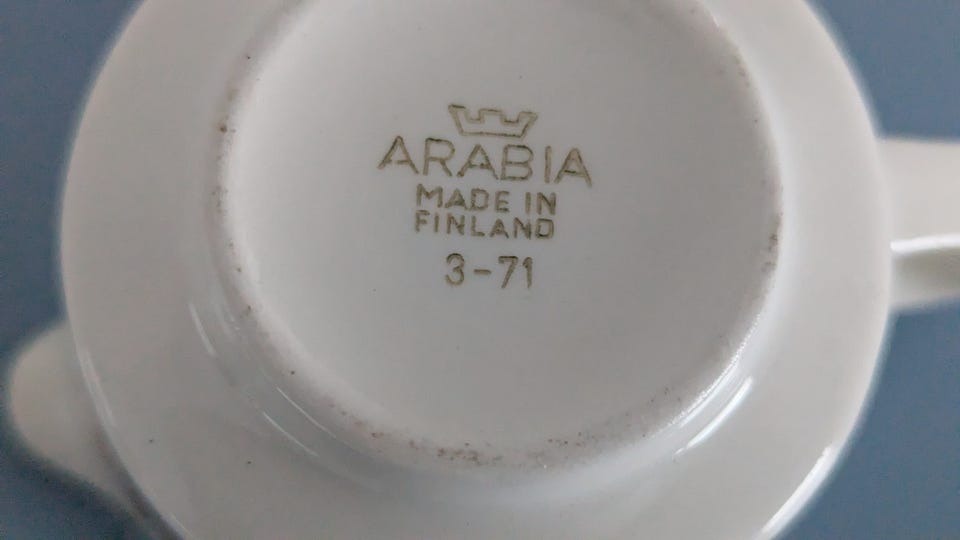 ARABIA
MADE IN
FINLAND
3-71